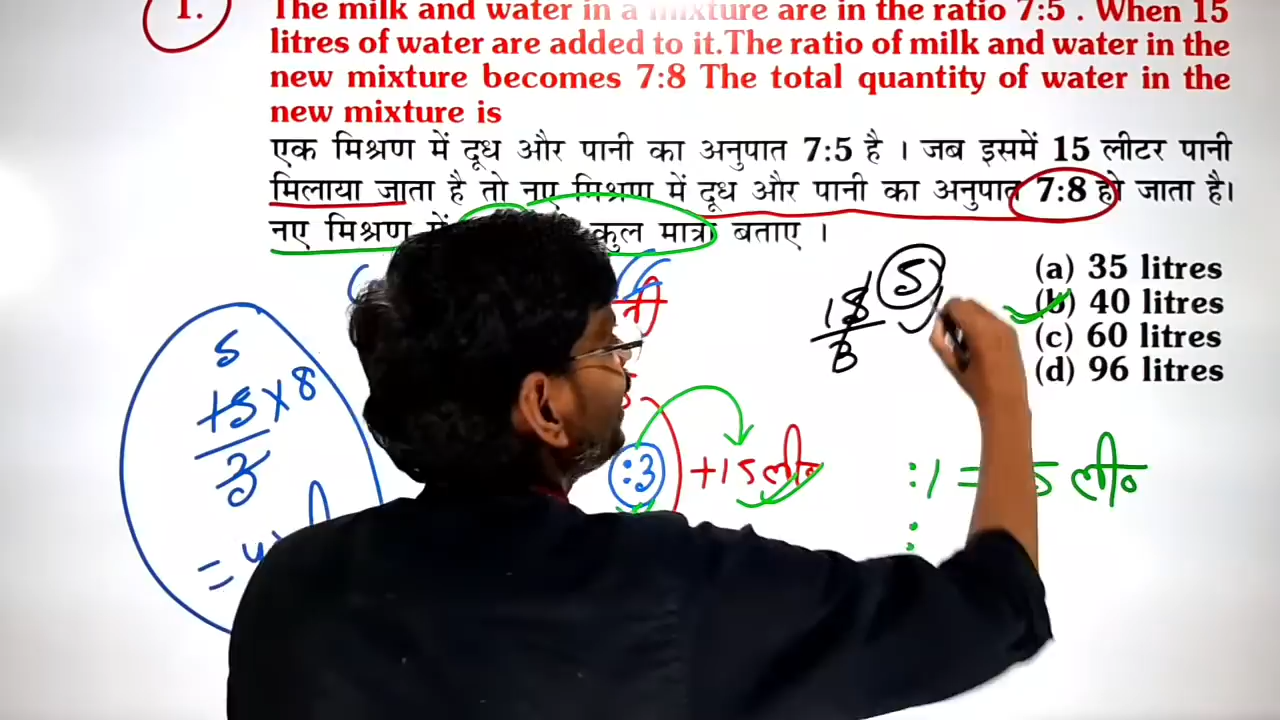 1. The milk and water in a mixture are in the ratio 7:5 . When 15
litres of water are added to it.The ratio of milk and water in the
new mixture becomes 7:8 The total quantity of water in the
new mixture is
एक मिश्रण में दूध और पानी का अनुपात 7:5 है । जब इसमें 15 लीटर पानी
मिलाया जाता है तो नए मिश्रण में दूध और पानी का अनुपात 7:8 हो जाता है।
नए मिश्रण में कुल मात्रा बताए ।
(a) 35 litres
(b) 40 litres
(c) 60 litres
(d) 96 litres
5
15 × 8
3
=
:3 +15 ली०
15 5
3
:1 = 5 ली०